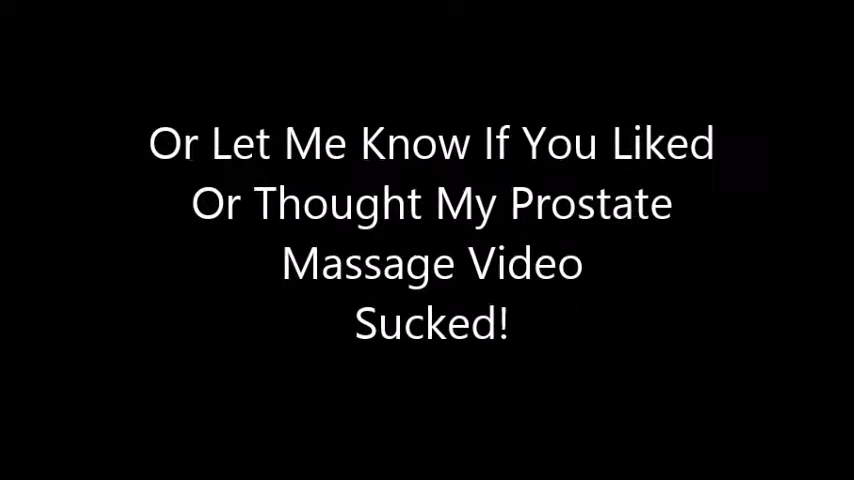 Or Let Me Know If You Liked
Or Thought My Prostate
Massage Video
Sucked!